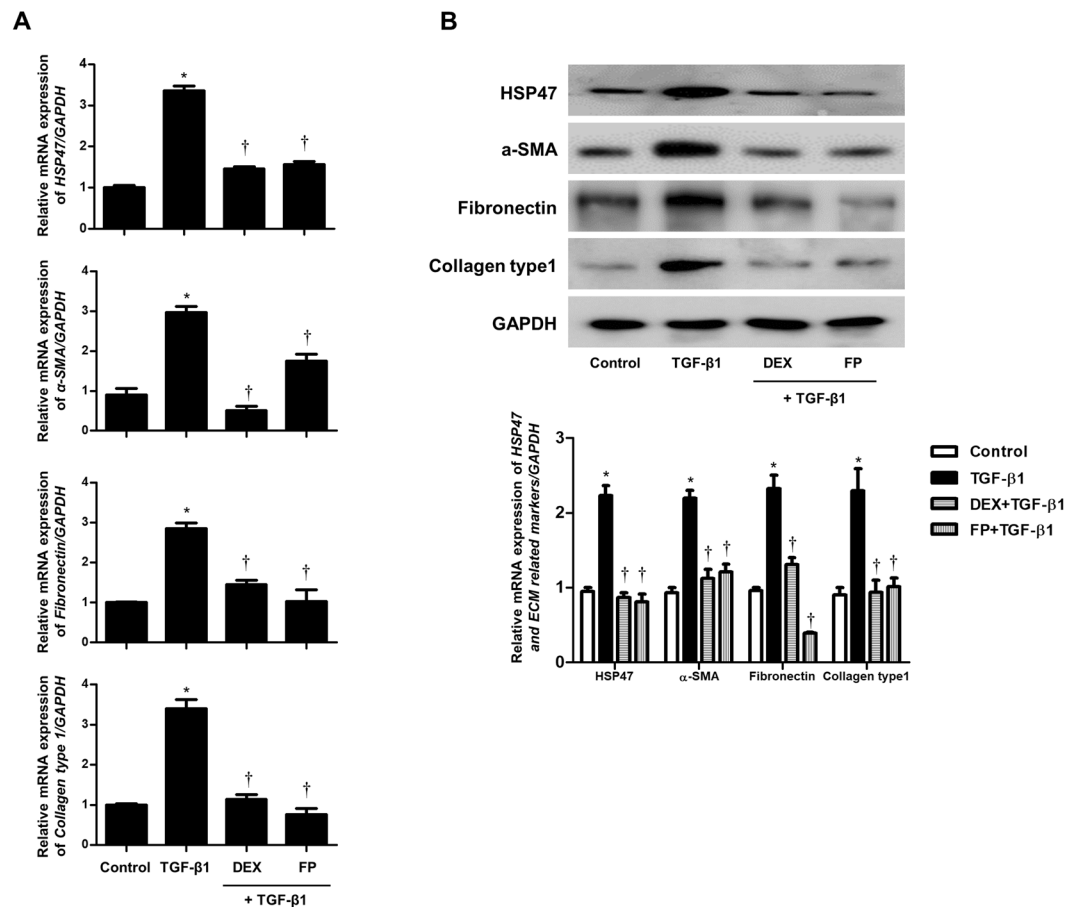 A
Relative mRNA expression
of HSP47/GAPDH
4
3
2
1
0
*
†
†
Relative mRNA expression
of α-SMA/GAPDH
4
3
2
1
0
*
†
†
Relative mRNA expression
of Fibronectin/GAPDH
4
3
2
1
0
*
†
†
Relative mRNA expression
of Collagen type 1/GAPDH
4
3
2
1
0
*
†
†
Control TGF-β1 DEX FP
+ TGF-β1
B
HSP47
a-SMA
Fibronectin
Collagen type1
GAPDH
Control TGF-β1 DEX FP
+ TGF-β1
Relative mRNA expression of HSP47
and ECM related markers/GAPDH
3
2
1
0
* † †
* † †
* † †
* † †
HSP47 α-SMA Fibronectin Collagen type1
Control
TGF-β1
DEX+TGF-β1
FP+TGF-β1